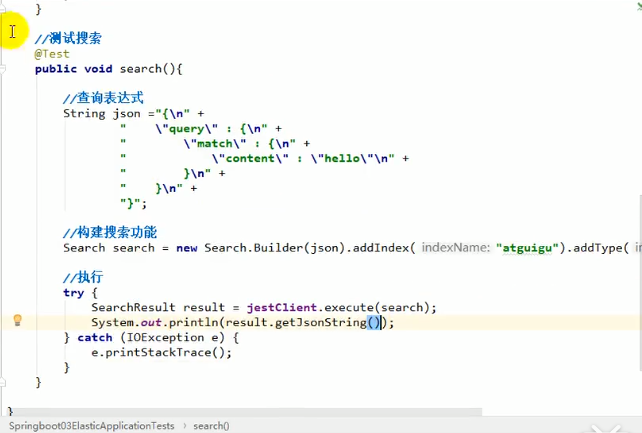 }
//测试搜索
@Test
public void search(){
//查询表达式
String json ="{\n" +
"    \"query\" : {\n" +
"        \"match\" : {\n" +
"            \"content\" : \"hello\"\n" +
"        }\n" +
"    }\n" +
"}";
//构建搜索功能
Search search = new Search.Builder(json).addIndex( indexName: "atguigu").addType(
//执行
try {
SearchResult result = jestClient.execute(search);
System.out.println(result.getJsonString());
} catch (IOException e) {
e.printStackTrace();
}
}
}
Springboot03ElasticApplicationTests > search()